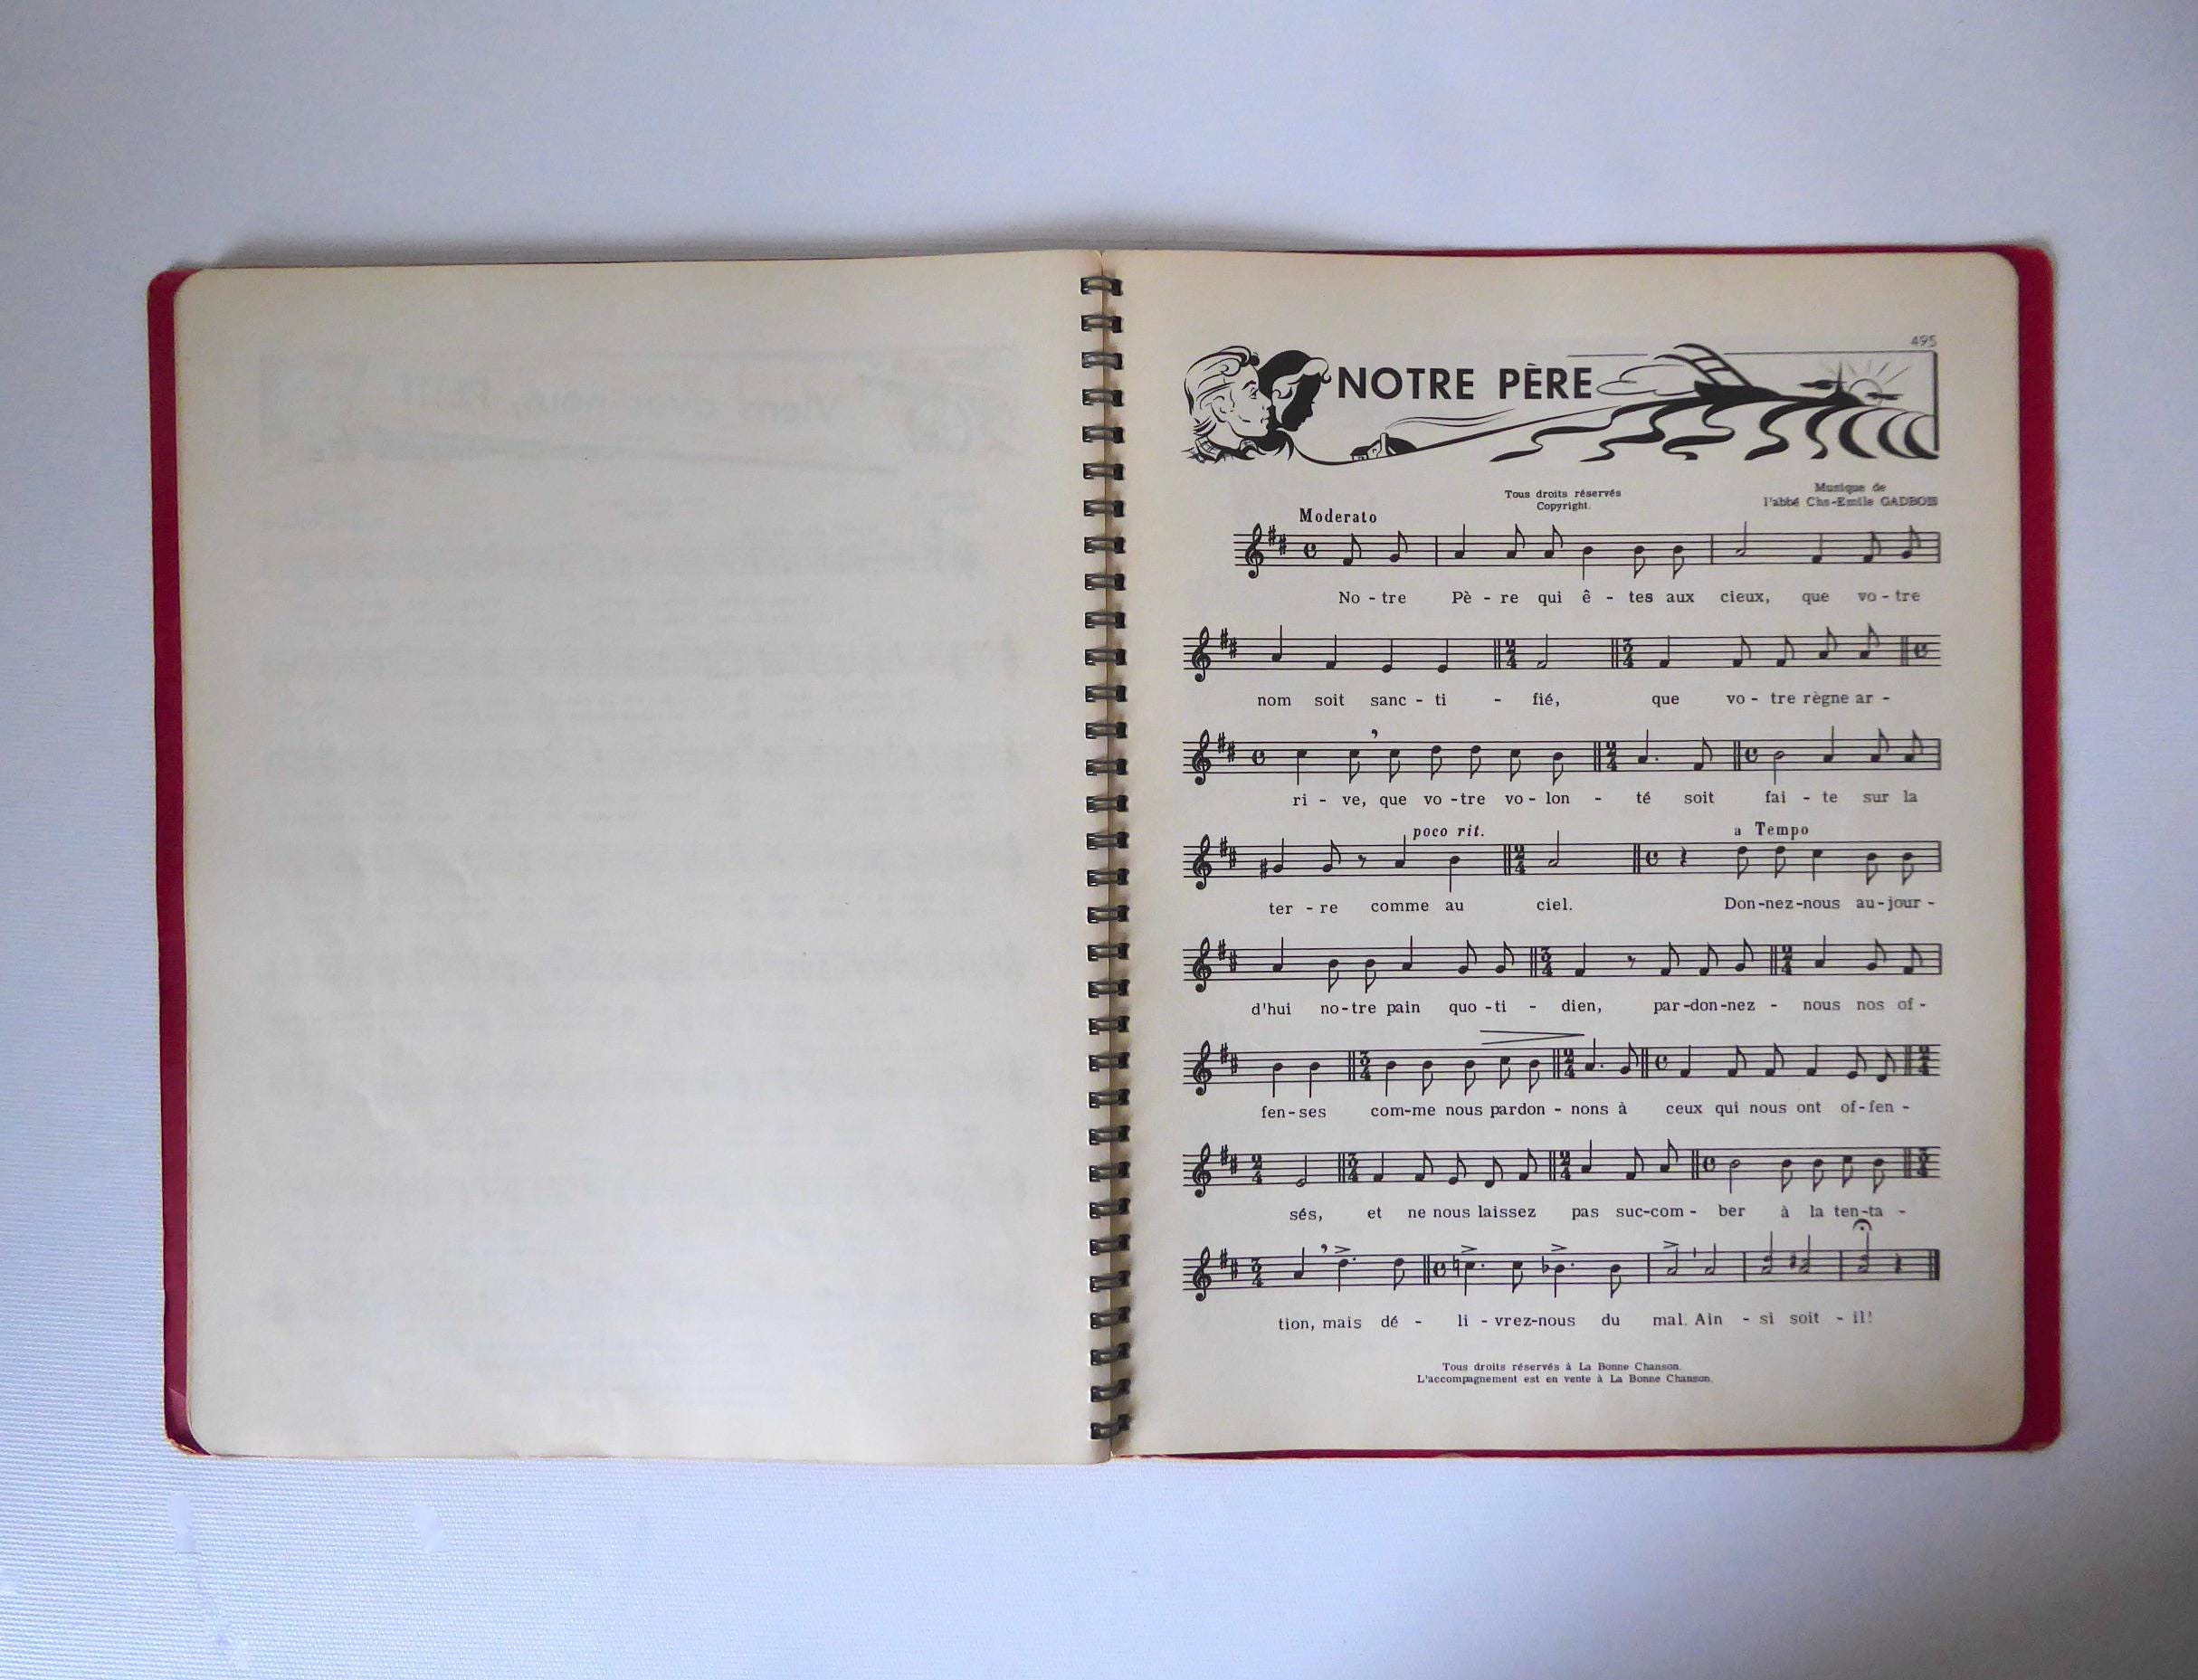 495
NOTRE PÈRE
Tous droits réservés
Copyright.
Musique de
l'abbé Chs-Emile GADBOIS
Moderato
No - tre Pè - re qui ê - tes aux cieux, que vo - tre
nom soit sanc - ti - fié, que vo - tre règne ar -
ri - ve, que vo - tre vo - lon - té soit fai - te sur la
poco rit. a Tempo
ter - re comme au ciel. Don - nez - nous au - jour -
d'hui no - tre pain quo - ti - dien, par - don - nez - nous nos of -
fen - ses com - me nous pardon - nons à ceux qui nous ont of - fen -
sés, et ne nous laissez pas suc - com - ber à la ten - ta -
tion, mais dé - li - vrez - nous du mal. Ain - si soit - il!
Tous droits réservés à La Bonne Chanson.
L'accompagnement est en vente à La Bonne Chanson.